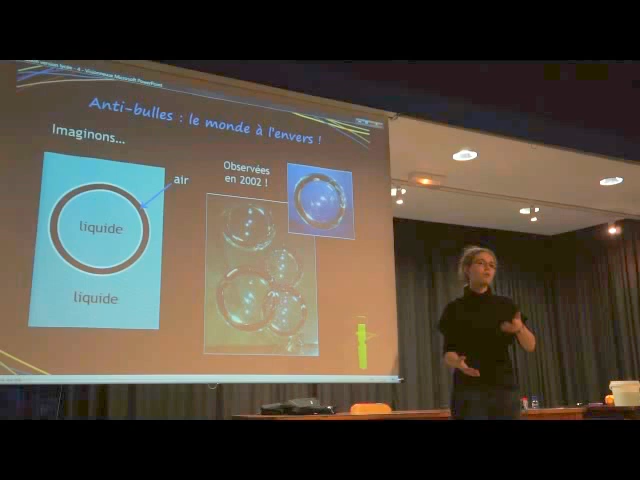 Anti-bulles : le monde à l'envers !
Imaginons...
Observées
en 2002 !
air
liquide
liquide